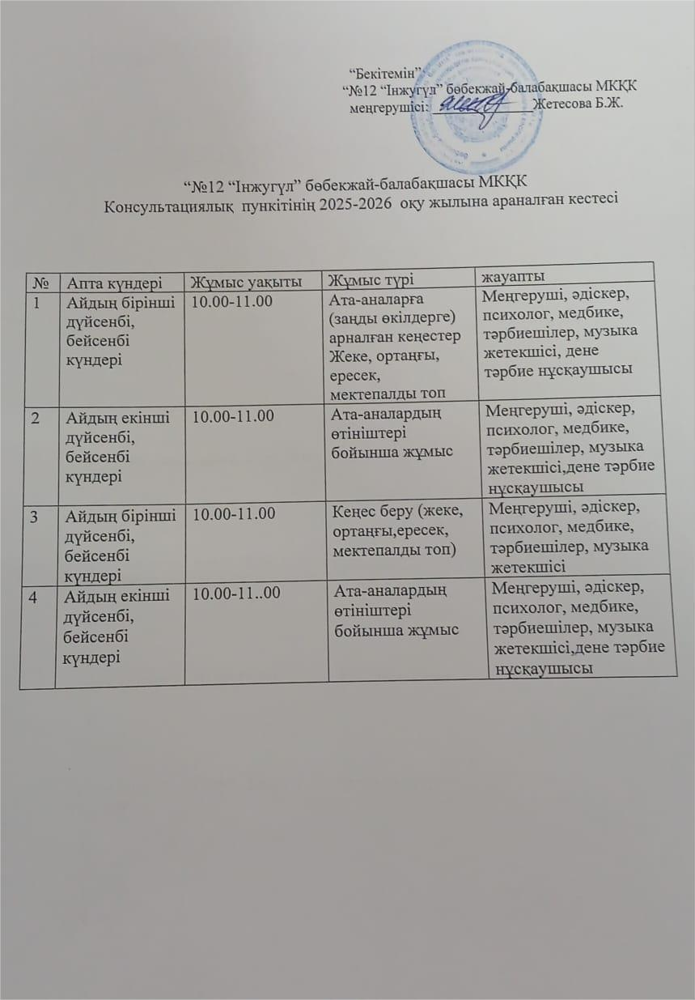 “Бекітемін”
“№12 “Інжугүл” бөбекжай-балабақшасы МКҚК
меңгерушісі: ______________Жетесова Б.Ж.
“№12 “Інжугүл” бөбекжай-балабақшасы МКҚК
Консультациялық пункітінің 2025-2026 оқу жылына араналған кестесі
№ Апта күндері Жұмыс уақыты Жұмыс түрі жауапты
1 Айдың бірінші 10.00-11.00 Ата-аналарға Меңгеруші, әдіскер,
дүйсенбі, (заңды өкілдерге) психолог, медбике,
бейсенбі арналған кеңестер тәрбиешілер, музыка
күндері Жеке, ортаңғы, жетекшісі, дене
ересек, тәрбие нұсқаушысы
мектепалды топ
2 Айдың екінші 10.00-11.00 Ата-аналардың Меңгеруші, әдіскер,
дүйсенбі, өтініштері психолог, медбике,
бейсенбі бойынша жұмыс тәрбиешілер, музыка
күндері жетекшісі,дене тәрбие
нұсқаушысы
3 Айдың бірінші 10.00-11.00 Кеңес беру (жеке, Меңгеруші, әдіскер,
дүйсенбі, ортаңғы,ересек, психолог, медбике,
бейсенбі мектепалды топ) тәрбиешілер, музыка
күндері жетекшісі
4 Айдың екінші 10.00-11..00 Ата-аналардың Меңгеруші, әдіскер,
дүйсенбі, өтініштері психолог, медбике,
бейсенбі бойынша жұмыс тәрбиешілер, музыка
күндері жетекшісі,дене тәрбие
нұсқаушысы